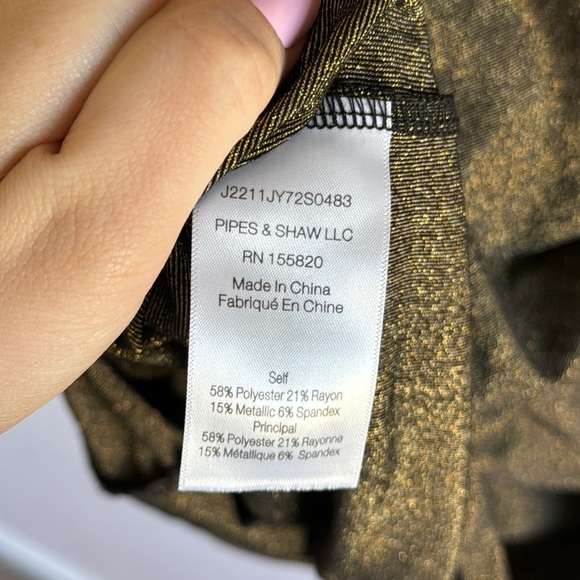 J2211JY72S0483
PIPES & SHAW LLC
RN 155820
Made In China
Fabriqué En Chine
Self
58% Polyester 21% Rayon
15% Metallic 6% Spandex
Principal
58% Polyester 21% Rayonne
15% Métallique 6% Spandex